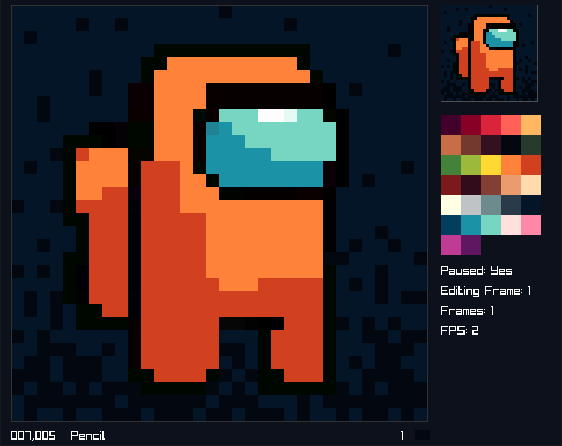 Paused: Yes
Editing Frame: 1
Frames: 1
FPS: 2
007,005 Pencil 1